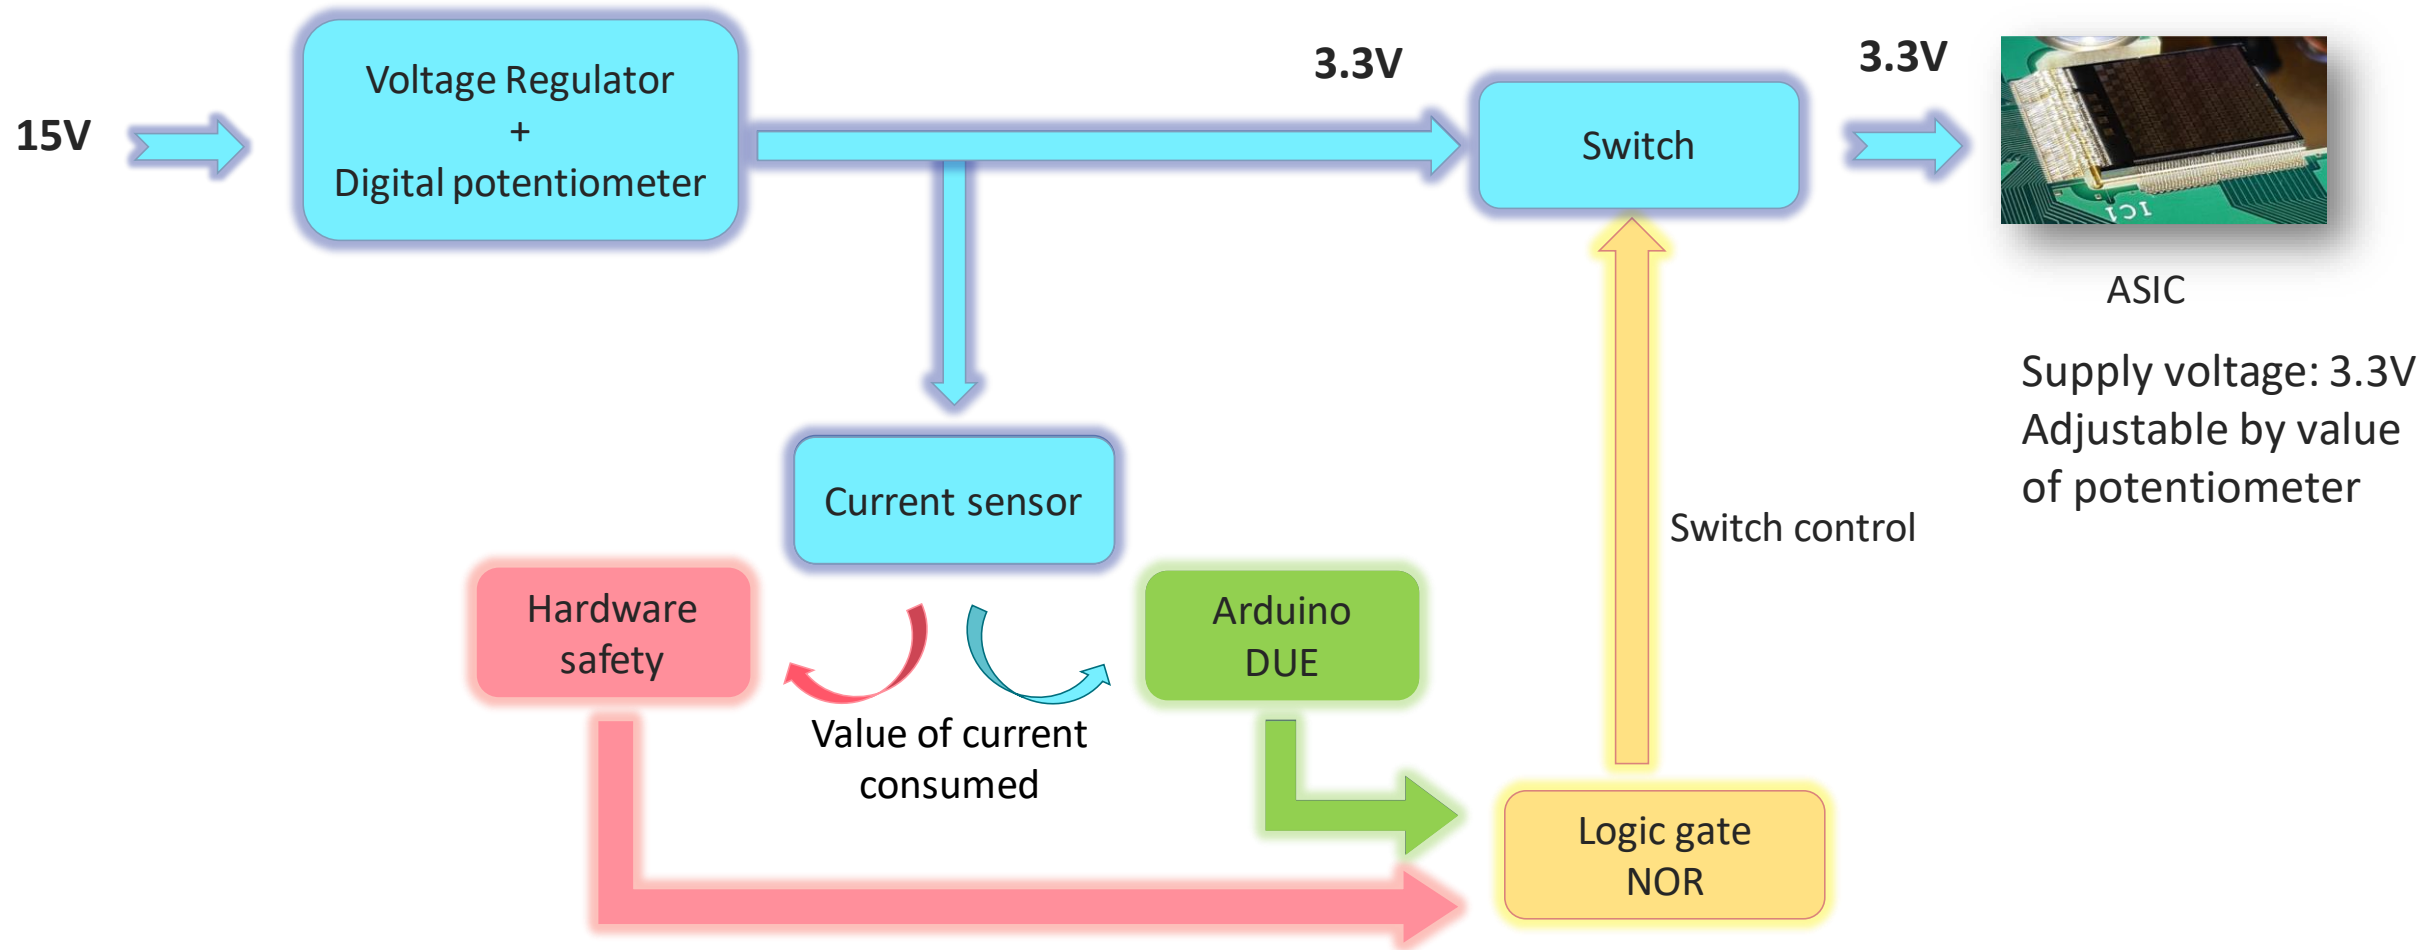 15V
Voltage Regulator
+
Digital potentiometer
3.3V
Switch
3.3V
IC1
ASIC
Supply voltage: 3.3V
Adjustable by value
of potentiometer
Current sensor
Switch control
Hardware
safety
Arduino
DUE
Value of current
consumed
Logic gate
NOR